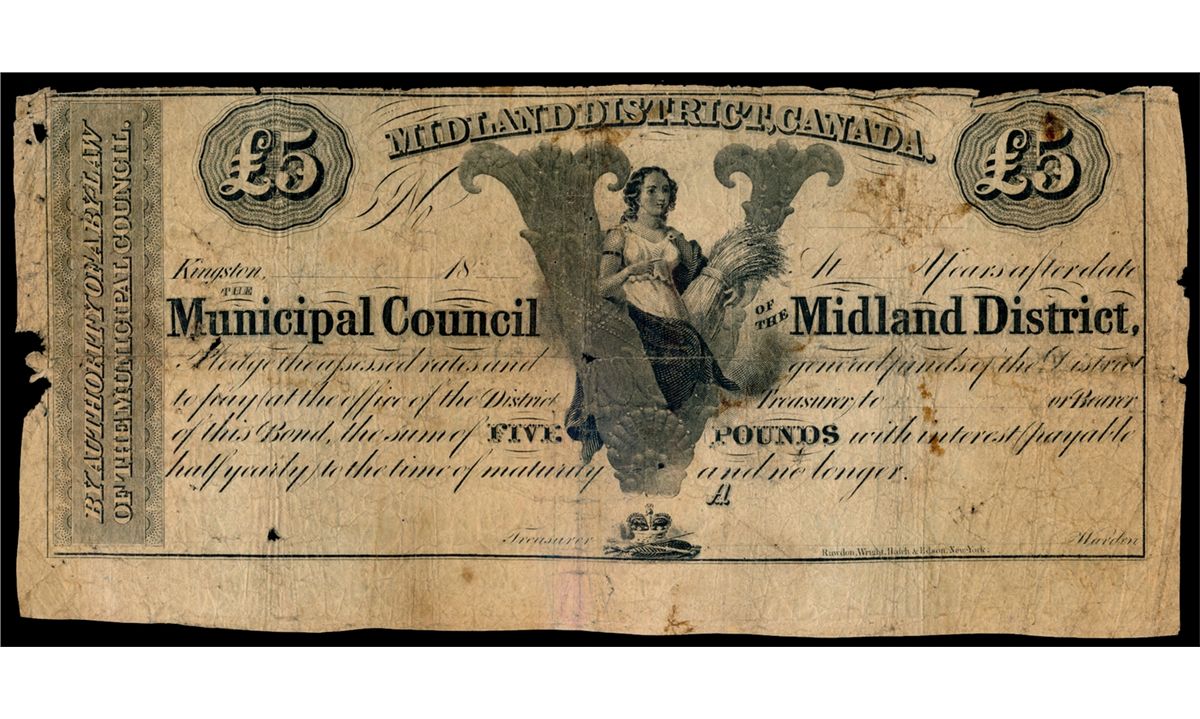 BY AUTHORITY OF A BY-LAW
OF THE MUNICIPAL COUNCIL.
£5
MIDLAND DISTRICT, CANADA.
£5
No
Kingston, 18 At Years after date
THE Municipal Council OF THE Midland District,
Pledge the assessed rates and general funds of the District
to pay at the office of the District Treasurer, to or Bearer
of this Bond, the sum of FIVE POUNDS with interest (payable
half yearly) to the time of maturity and no longer.
A
Treasurer Warden
Rawdon, Wright, Hatch & Edson, New-York.